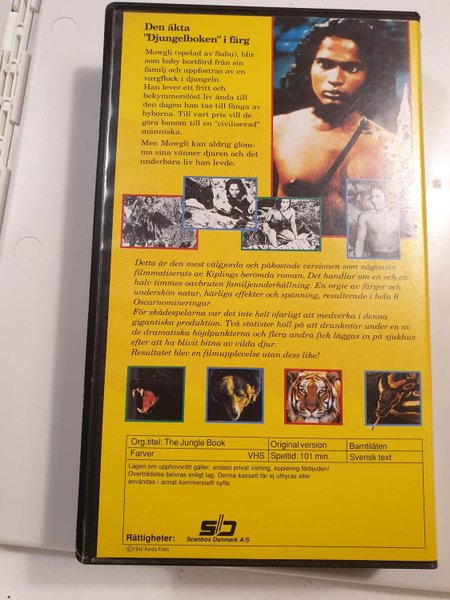 Den äkta
"Djungelboken" i färg
Mowgli (spelad av Sabu), blir
som baby bortförd från sin
familj och uppfostras av en
vargflock i djungeln.
Han lever ett fritt och
bekymmerslöst liv ända till
den dagen han tas till fånga av
byborna. Till vart pris vill de
göra honom till en "civiliserad"
människa.
Men Mowgli kan aldrig glöm-
ma sina vänner djuren och det
underbara liv han levde.
Detta är den mest välgjorda och påkostade versionen som någonsin
filmmatiserats av Kiplings berömda roman. Det handlar om en och en
halv timmes oavbruten familjeunderhållning. En orgie av färger och
underskön natur, härliga effekter och spänning, resulterade i hela 6
Oscarnomineringar.
För skådespelarna var det inte helt ofarligt att medverka i denna
gigantiska produktion. Två statister höll på att drunkntar under en av
de dramatiska höjdpunkterna och flera andra fick läggas in på sjukhus
efter att ha blivit bitna av vilda djur.
Resultatet blev en filmupplevelse utan dess like!
Org.titel: The Jungle Book Originalversion Barntilåten
Farver VHS Speltid: 101 min. Svensk text
Lagen om upphovsrätt gäller, endast privat visning, kopiering förbjuden!
Överträdelse beivras enligt lag. Denna kassett får ej uthyras eller
användas i annat kommersiellt syfte.
Rättigheter: Scanbox Danmark A/S
©1942 Korda Films